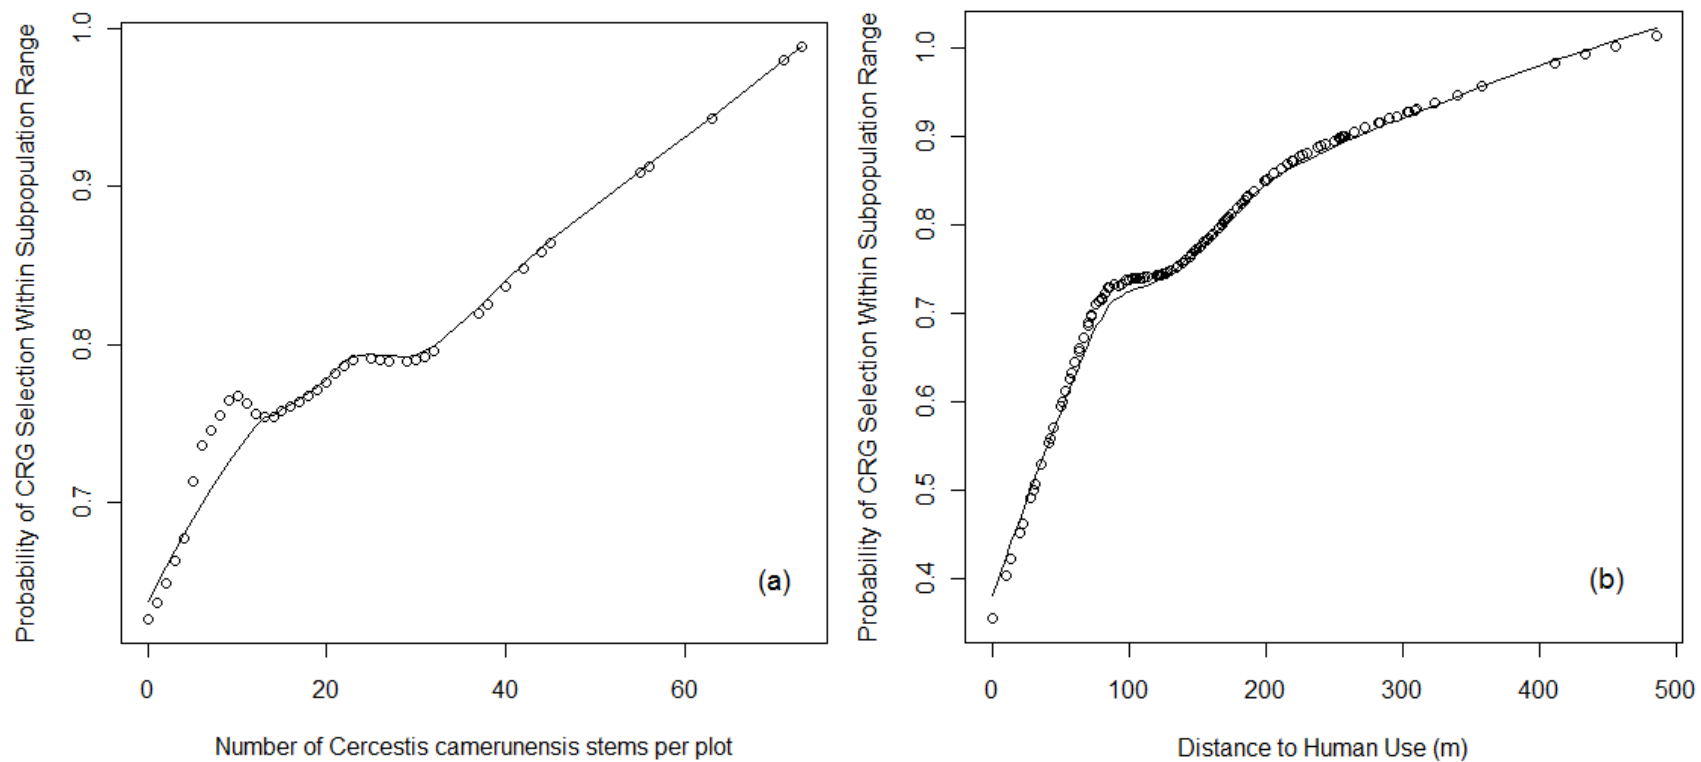 Probability of CRG Selection Within Subpopulation Range
1.0
0.9
0.8
0.7
(a)
0 20 40 60
Number of Cercestis camerunensis stems per plot
Probability of CRG Selection Within Subpopulation Range
1.0
0.9
0.8
0.7
0.6
0.5
0.4
(b)
0 100 200 300 400 500
Distance to Human Use (m)